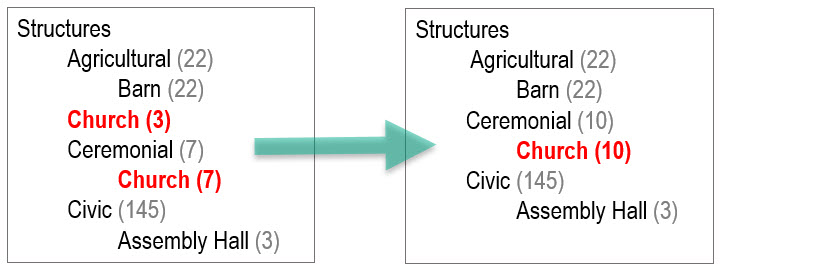 Structures
Agricultural (22)
Barn (22)
Church (3)
Ceremonial (7)
Church (7)
Civic (145)
Assembly Hall (3)
Structures
Agricultural (22)
Barn (22)
Ceremonial (10)
Church (10)
Civic (145)
Assembly Hall (3)